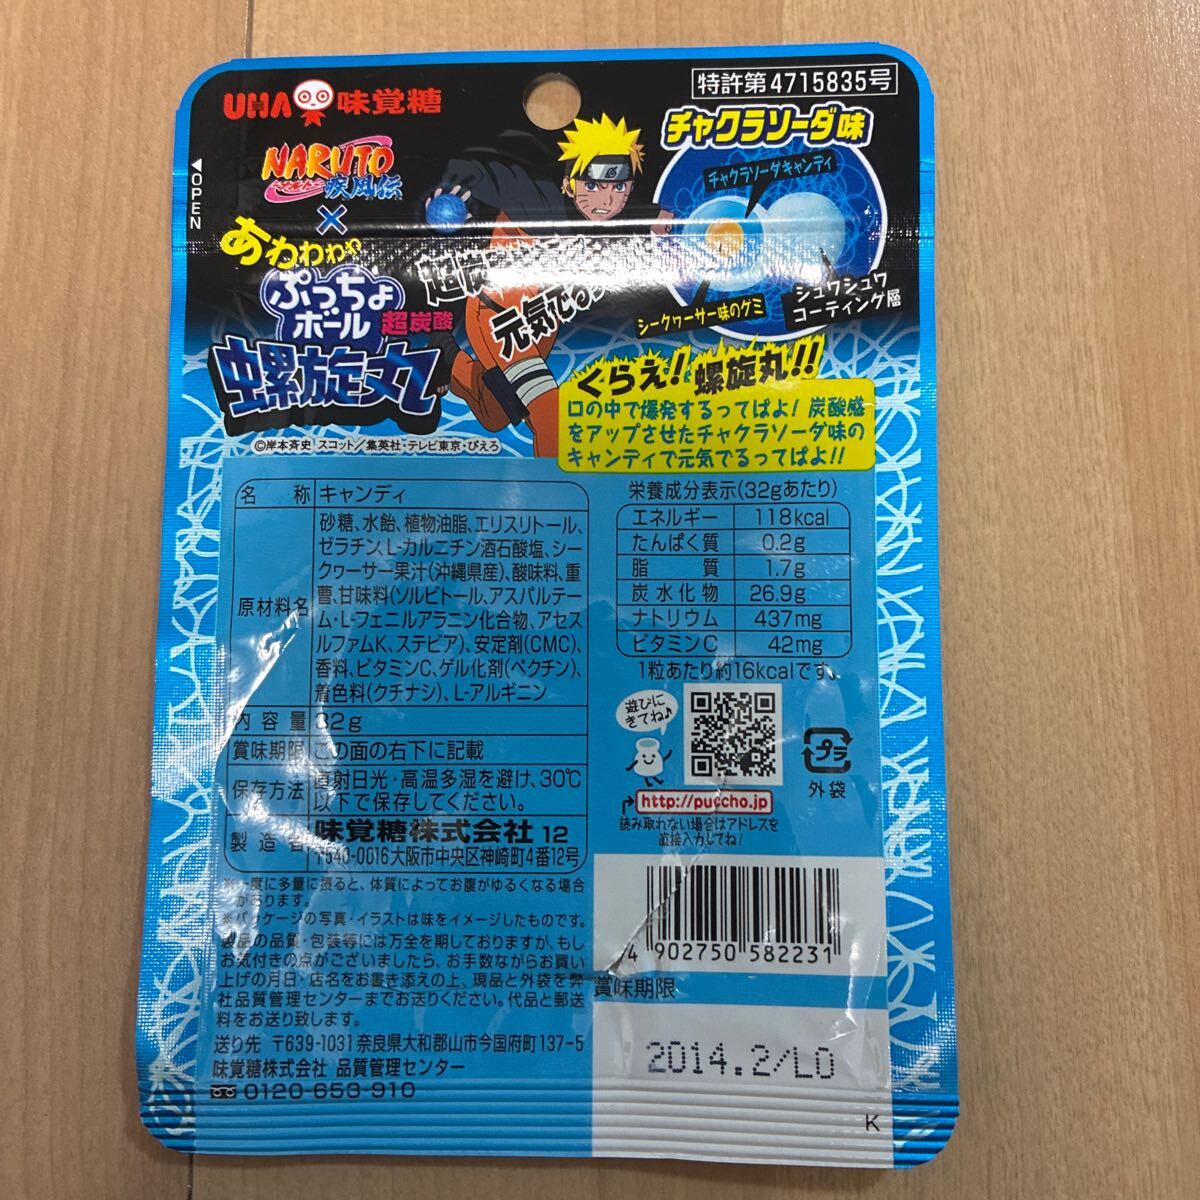 特許第4715835号
UHA味覚糖
チャクラソーダ味
OPEN
NARUTO
ナルト
疾風伝
×
あわわわわ
ぷっちょ
ボール
超炭酸
螺旋丸
チャクラソーダキャンディ
シークヮーサー味のグミ
シュワシュワ
コーティング層
元気でる
くらえ!! 螺旋丸!!
口の中で爆発するってばよ! 炭酸感
をアップさせたチャクラソーダ味の
キャンディで元気でるってばよ!!
©岸本斉史 スコット/集英社・テレビ東京・ぴえろ
名 称 キャンディ
原材料名 砂糖、水飴、植物油脂、エリスリトール、
ゼラチン、L-カルニチン酒石酸塩、シー
クヮーサー果汁(沖縄県産)、酸味料、重
曹、甘味料(ソルビトール、アスパルテー
ム・L-フェニルアラニン化合物、アセス
ルファムK、ステビア)、安定剤(CMC)、
香料、ビタミンC、ゲル化剤(ペクチン)、
着色料(クチナシ)、L-アルギニン
内容量 32g
賞味期限 この面の右下に記載
保存方法 直射日光・高温多湿を避け、30℃
以下で保存してください。
製造者 味覚糖株式会社 12
〒540-0016大阪市中央区神崎町4番12号
栄養成分表示(32gあたり)
エネルギー 118kcal
たんぱく質 0.2g
脂 質 1.7g
炭水化物 26.9g
ナトリウム 437mg
ビタミンC 42mg
1粒あたり約16kcalです。
遊びに
きてね♪
http://puccho.jp
読み取れない場合はアドレスを
直接入力してね!
プラ
外袋
※一度に多量に摂ると、体質によってお腹がゆるくなる場合
があります。
※パッケージの写真・イラストは味をイメージしたものです。
製品の品質・包装等には万全を期しておりますが、もし
お気付きの点がございましたら、お手数ながらお買い
上げの月日・店名をお書き添えの上、現品と外袋を弊
社品質管理センターまでお送りください。代品と郵送
料をお送り致します。
送り先 〒639-1031奈良県大和郡山市今国府町137-5
味覚糖株式会社 品質管理センター
0120-653-910
4 902750 582231
賞味期限
2014.2/LO
K